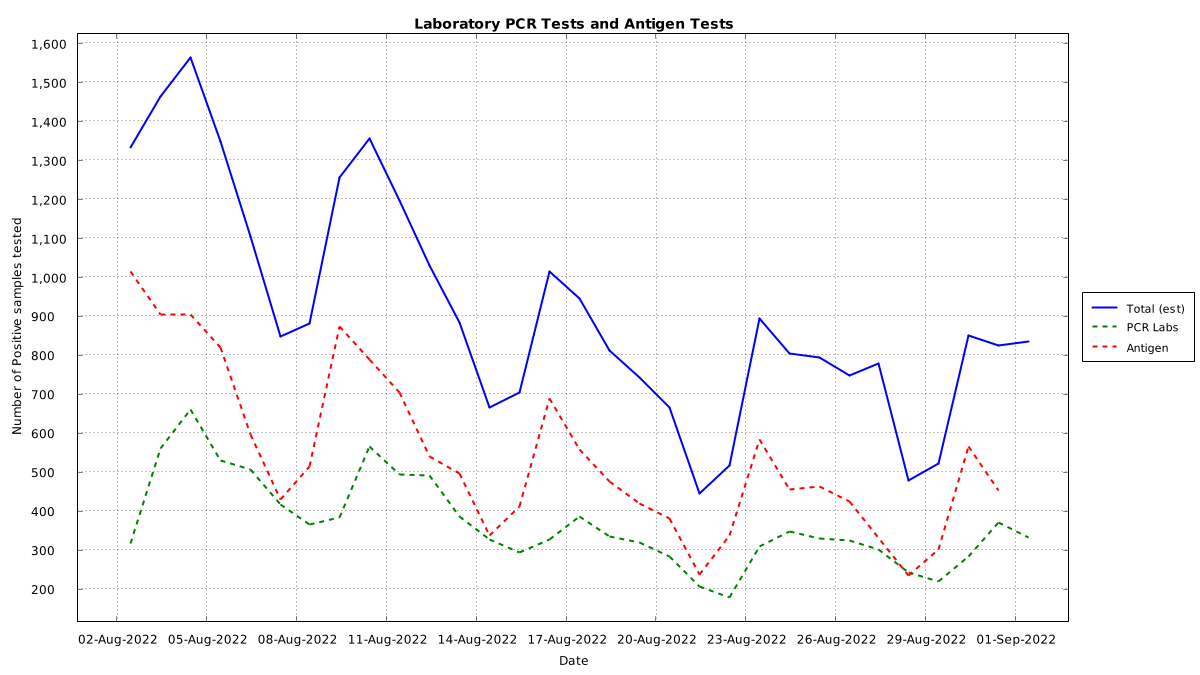 Laboratory PCR Tests and Antigen Tests
1,600
1,500
1,400
1,300
1,200
1,100
1,000
900
800
700
600
500
400
300
200
Number of Positive samples tested
02-Aug-2022 05-Aug-2022 08-Aug-2022 11-Aug-2022 14-Aug-2022 17-Aug-2022 20-Aug-2022 23-Aug-2022 26-Aug-2022 29-Aug-2022 01-Sep-2022
Date
Total (est)
PCR Labs
Antigen